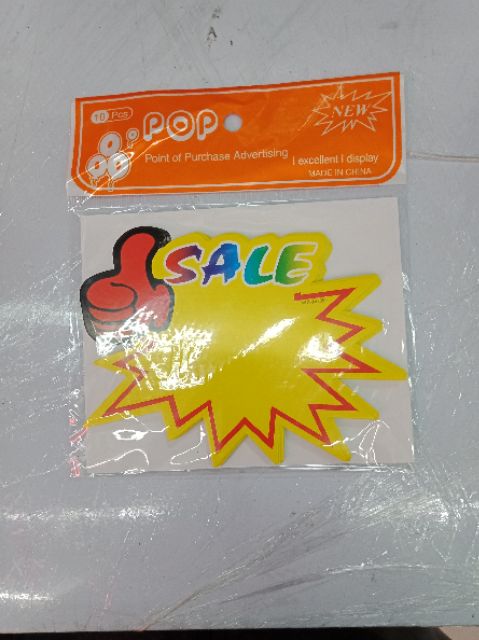 10 Pcs
POP
NEW
Point of Purchase Advertising
excellent display
MADE IN CHINA
SALE